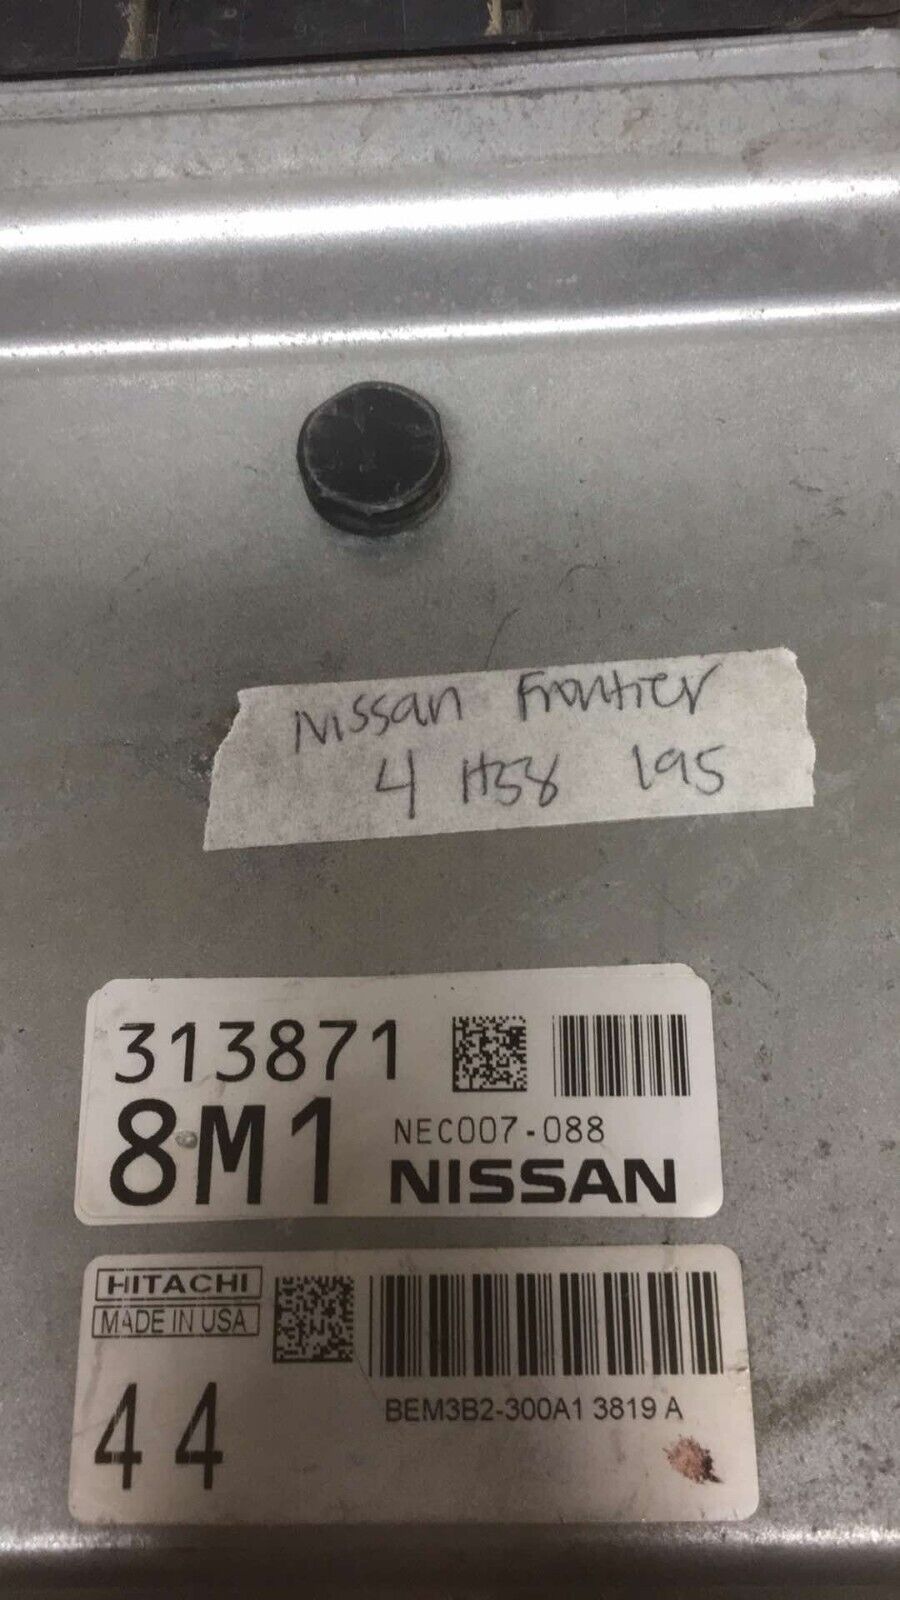 Nissan Frontier
4 H58 195
313871
8M1
NEC007-088
NISSAN
HITACHI
MADE IN USA
BEM3B2-300A1 3819 A
44